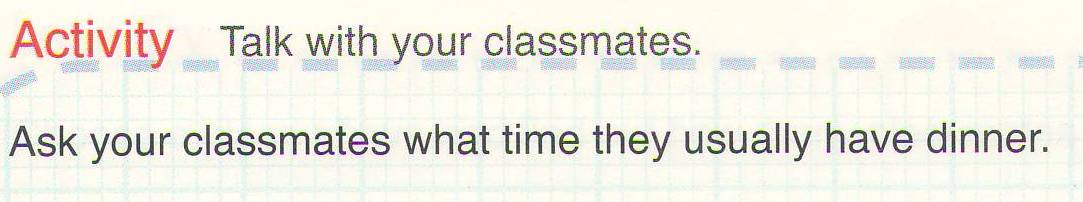 Activity Talk with your classmates.
Ask your classmates what time they usually have dinner.